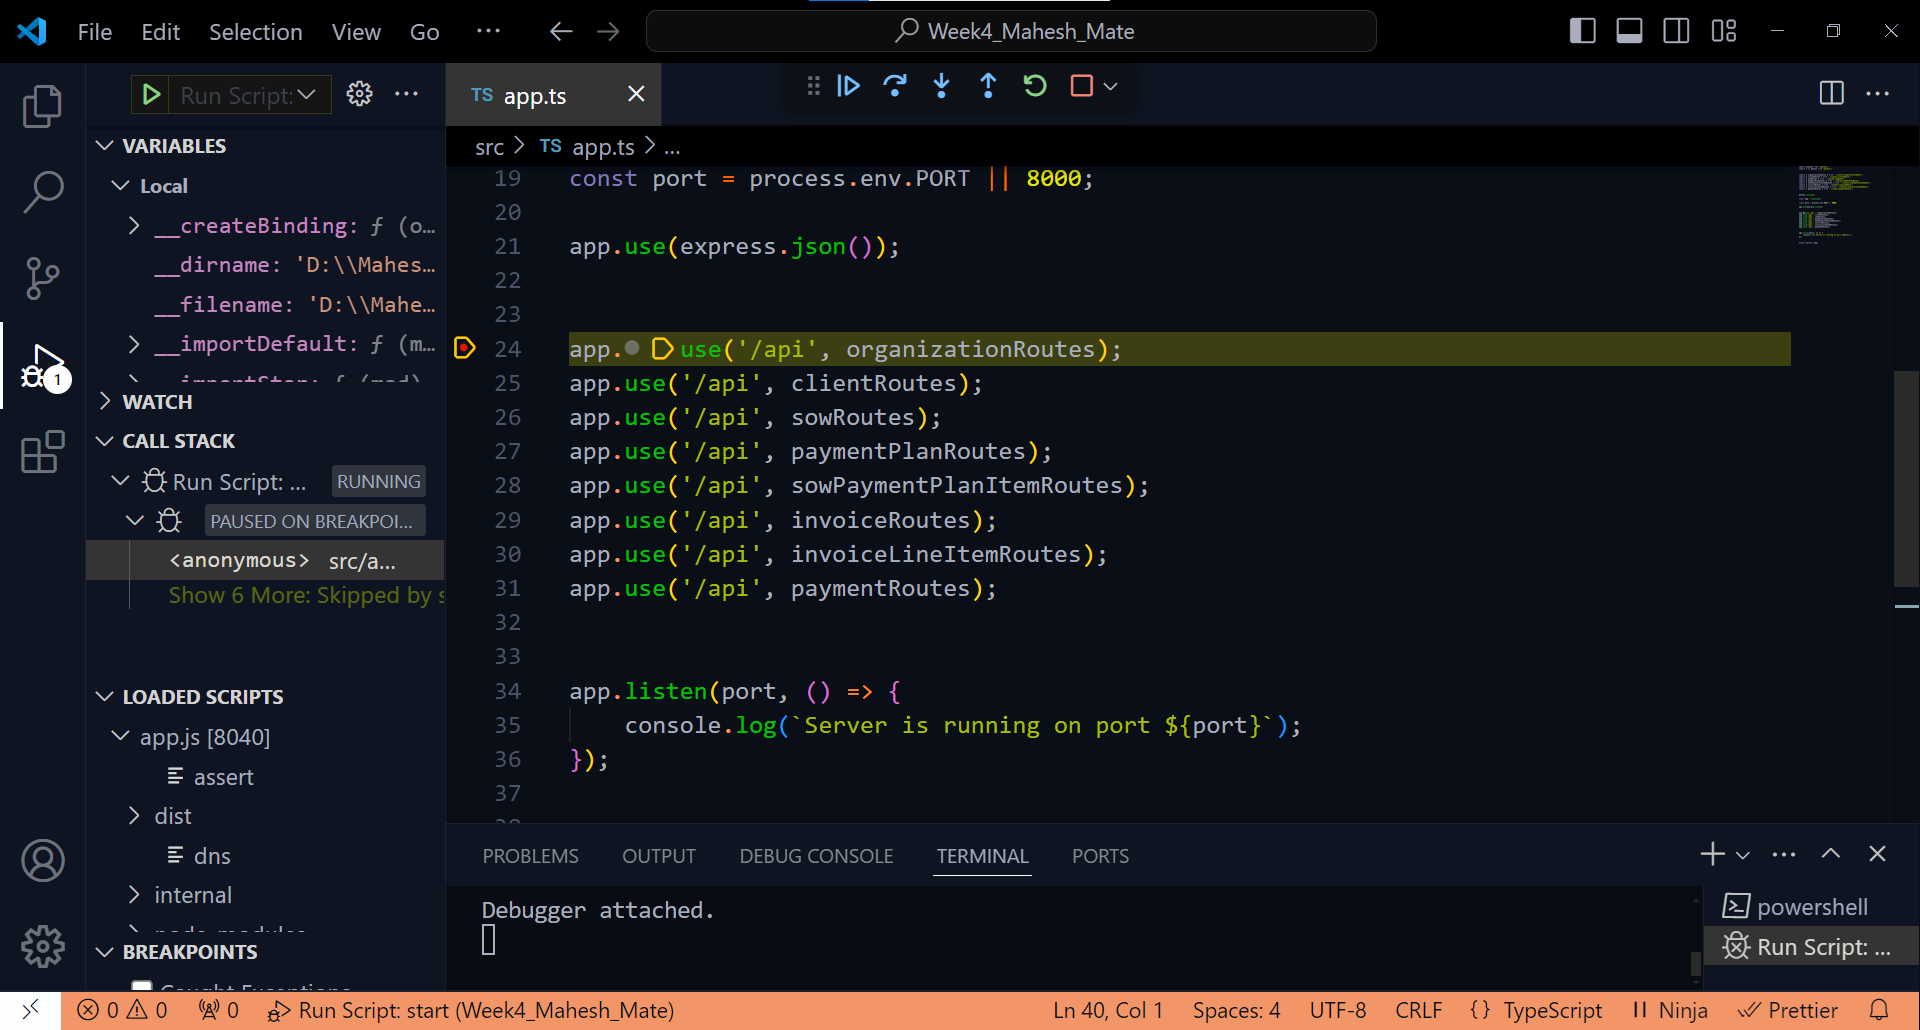 File Edit Selection View Go ··· Week4_Mahesh_Mate
Run Script:
TS app.ts
src > TS app.ts > ...
VARIABLES
Local
__createBinding: ƒ (o...
__dirname: 'D:\\Mahes...
__filename: 'D:\\Mahe...
__importDefault: ƒ (m...
__importStar: ƒ (mod)
WATCH
CALL STACK
Run Script: ... RUNNING
PAUSED ON BREAKPOI...
<anonymous> src/a...
Show 6 More: Skipped by s
LOADED SCRIPTS
app.js [8040]
assert
dist
dns
internal
node_modules
BREAKPOINTS
Caught Exceptions
19 const port = process.env.PORT || 8000;
20
21 app.use(express.json());
22
23
24 app.use('/api', organizationRoutes);
25 app.use('/api', clientRoutes);
26 app.use('/api', sowRoutes);
27 app.use('/api', paymentPlanRoutes);
28 app.use('/api', sowPaymentPlanItemRoutes);
29 app.use('/api', invoiceRoutes);
30 app.use('/api', invoiceLineItemRoutes);
31 app.use('/api', paymentRoutes);
32
33
34 app.listen(port, () => {
35 console.log(`Server is running on port ${port}`);
36 });
37
38
PROBLEMS OUTPUT DEBUG CONSOLE TERMINAL PORTS
Debugger attached.
powershell
Run Script: ...
1
0 0 0 Run Script: start (Week4_Mahesh_Mate) Ln 40, Col 1 Spaces: 4 UTF-8 CRLF {} TypeScript Ninja Prettier